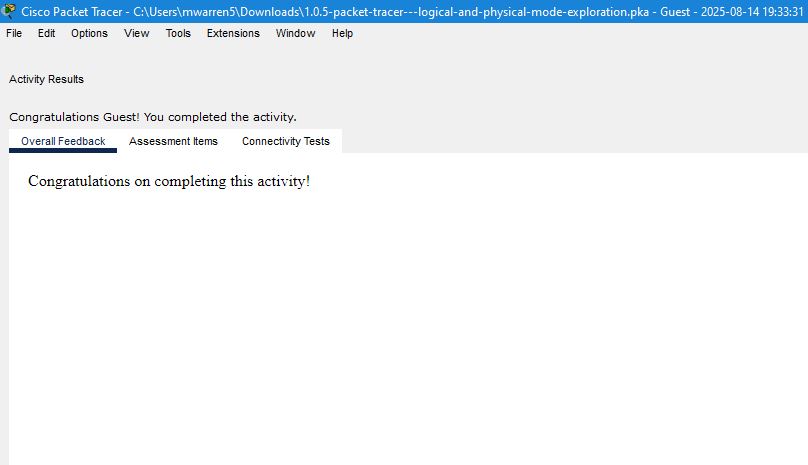 Cisco Packet Tracer - C:\Users\mwarren5\Downloads\1.0.5-packet-tracer---logical-and-physical-mode-exploration.pka - Guest - 2025-08-14 19:33:31
File Edit Options View Tools Extensions Window Help
Activity Results
Congratulations Guest! You completed the activity.
Overall Feedback Assessment Items Connectivity Tests
Congratulations on completing this activity!